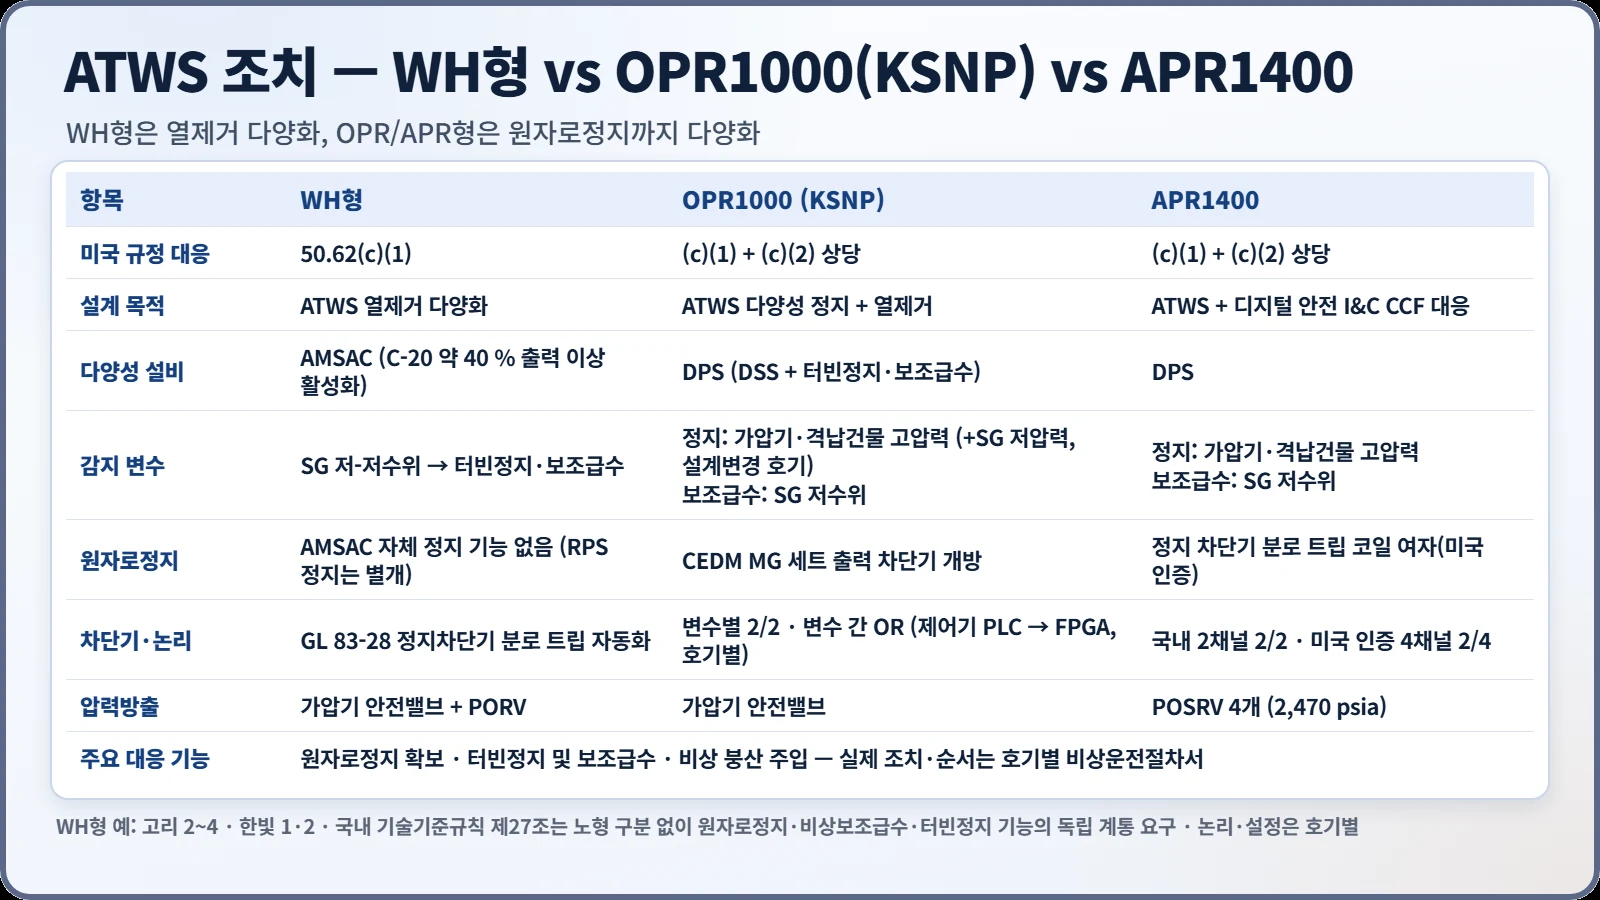 ATWS 조치 — WH형 vs OPR1000(KSNP) vs APR1400
WH형은 열제거 다양화, OPR/APR형은 원자로정지까지 다양화
항목 WH형 OPR1000 (KSNP) APR1400
미국 규정 대응 50.62(c)(1) (c)(1) + (c)(2) 상당 (c)(1) + (c)(2) 상당
설계 목적 ATWS 열제거 다양화 ATWS 다양성 정지 + 열제거 ATWS + 디지털 안전 I&C CCF 대응
다양성 설비
AMSAC (C-20 약 40 % 출력 이상
활성화)
DPS (DSS + 터빈정지·보조급수)
DPS
감지 변수
SG 저-저수위 → 터빈정지·보조급수
정지: 가압기·격납건물 고압력 (+SG 저압력,
설계변경 호기)
보조급수: SG 저수위
정지: 가압기·격납건물 고압력
보조급수: SG 저수위
원자로정지
AMSAC 자체 정지 기능 없음 (RPS
정지는 별개)
CEDM MG 세트 출력 차단기 개방
정지 차단기 분로 트립 코일 여자(미국
인증)
차단기·논리
GL 83-28 정지차단기 분로 트립 자동화
변수별 2/2 · 변수 간 OR (제어기 PLC → FPGA,
호기별)
국내 2채널 2/2 · 미국 인증 4채널 2/4
압력방출 가압기 안전밸브 + PORV 가압기 안전밸브 POSRV 4개 (2,470 psia)
주요 대응 기능 원자로정지 확보 · 터빈정지 및 보조급수 · 비상 붕산 주입 — 실제 조치·순서는 호기별 비상운전절차서
WH형 예: 고리 2~4 · 한빛 1·2 · 국내 기술기준규칙 제27조는 노형 구분 없이 원자로정지·비상보조급수·터빈정지 기능의 독립 계통 요구 · 논리·설정은 호기별